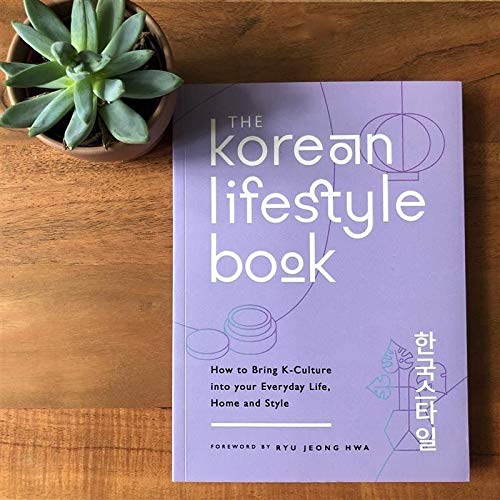 THE
korean
lifestyle
book
How to Bring K-Culture
into your Everyday Life,
Home and Style
한국스타일
FOREWORD BY RYU JEONG HWA